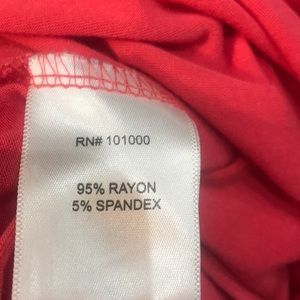 RN# 101000
95% RAYON
5% SPANDEX